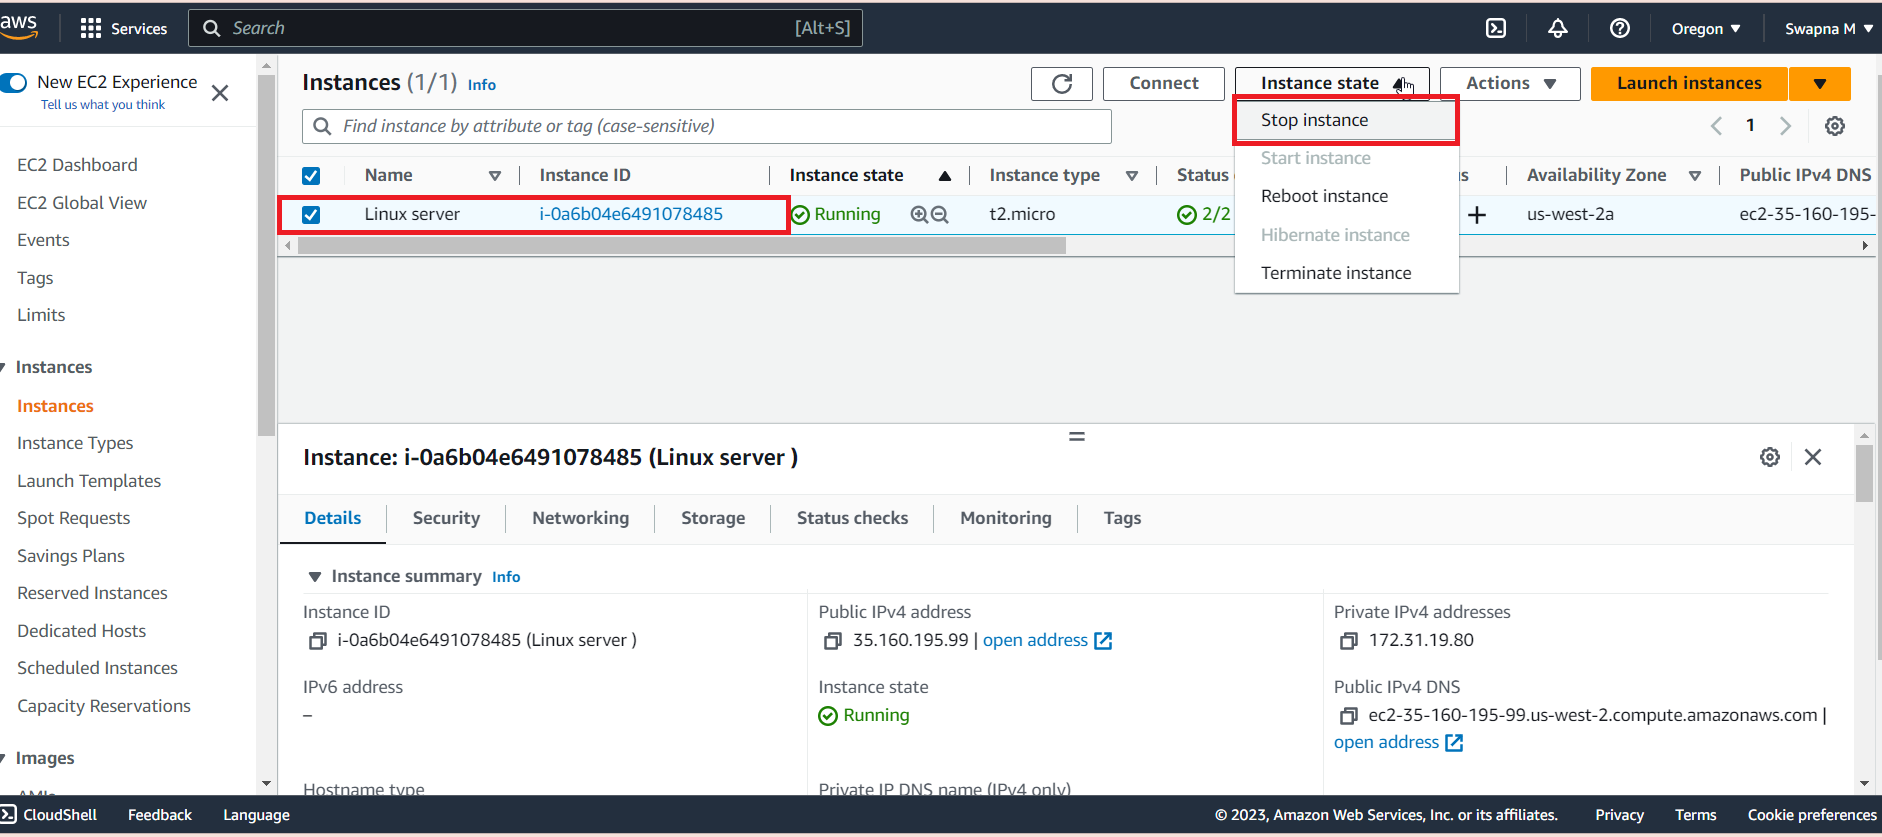 aws Services Search [Alt+S] Oregon Swapna M
New EC2 Experience
Tell us what you think
EC2 Dashboard
EC2 Global View
Events
Tags
Limits
Instances
Instances
Instance Types
Launch Templates
Spot Requests
Savings Plans
Reserved Instances
Dedicated Hosts
Scheduled Instances
Capacity Reservations
Images
AMIs
Instances (1/1) Info Connect Instance state Actions Launch instances
Find instance by attribute or tag (case-sensitive) 1
Stop instance
Start instance
Reboot instance
Hibernate instance
Terminate instance
Name Instance ID Instance state Instance type Status s Availability Zone Public IPv4 DNS
Linux server i-0a6b04e6491078485 Running t2.micro 2/2 us-west-2a ec2-35-160-195-
Instance: i-0a6b04e6491078485 (Linux server )
Details Security Networking Storage Status checks Monitoring Tags
Instance summary Info
Instance ID
i-0a6b04e6491078485 (Linux server )
Public IPv4 address
35.160.195.99 | open address
Private IPv4 addresses
172.31.19.80
IPv6 address
–
Instance state
Running
Public IPv4 DNS
ec2-35-160-195-99.us-west-2.compute.amazonaws.com |
open address
Hostname type
Private IP DNS name (IPv4 only)
CloudShell Feedback Language © 2023, Amazon Web Services, Inc. or its affiliates. Privacy Terms Cookie preferences